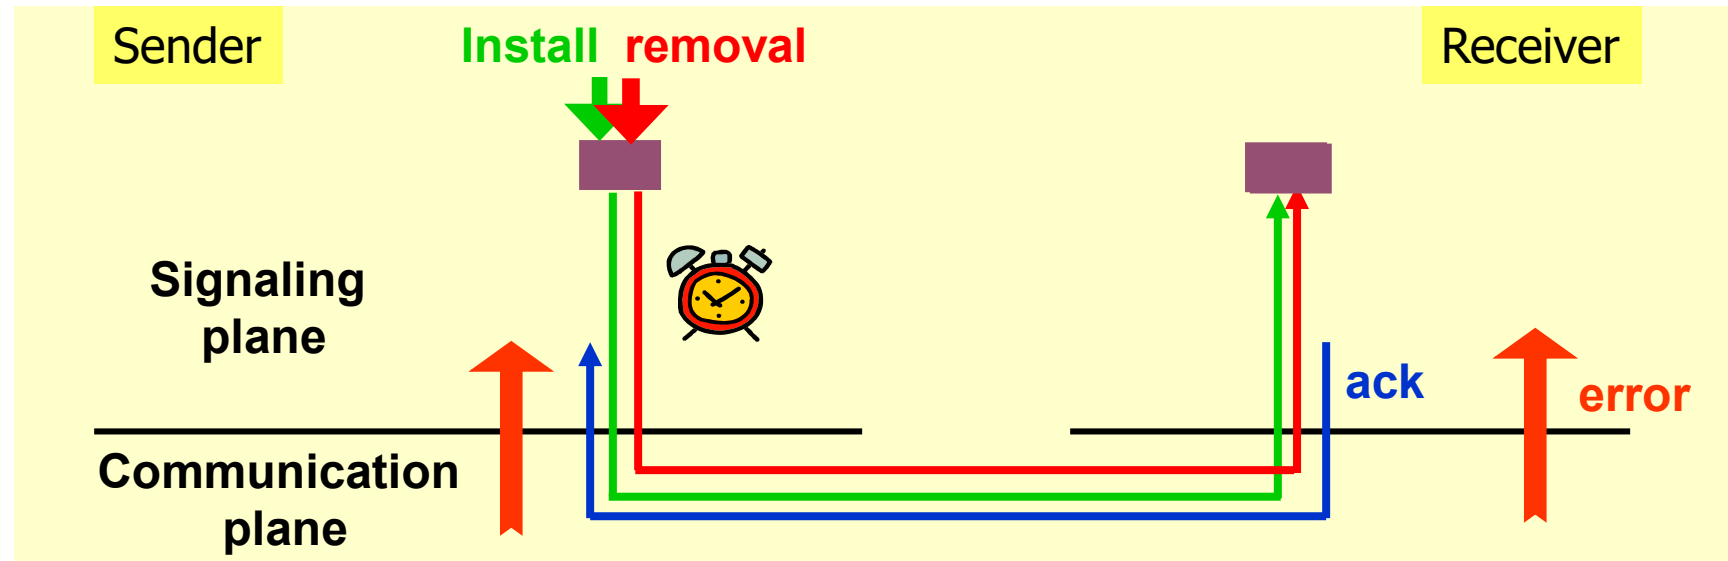 Sender
Install removal
Receiver
Signaling
plane
ack
error
Communication
plane